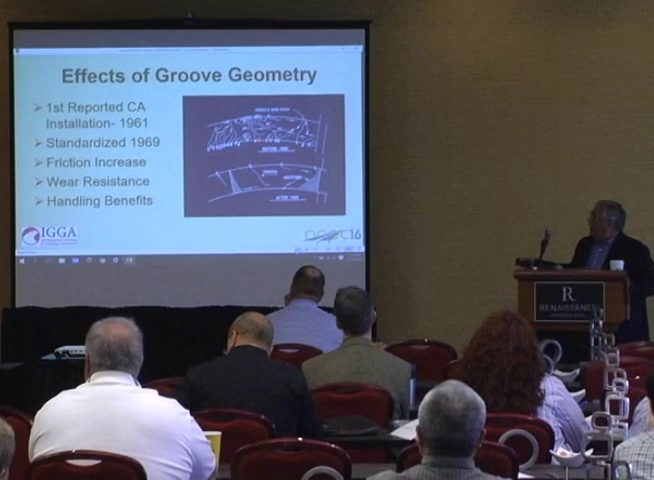 Effects of Groove Geometry
1st Reported CA
Installation- 1961
Standardized 1969
Friction Increase
Wear Resistance
Handling Benefits
IGGA
16
R
RENAISSANCE